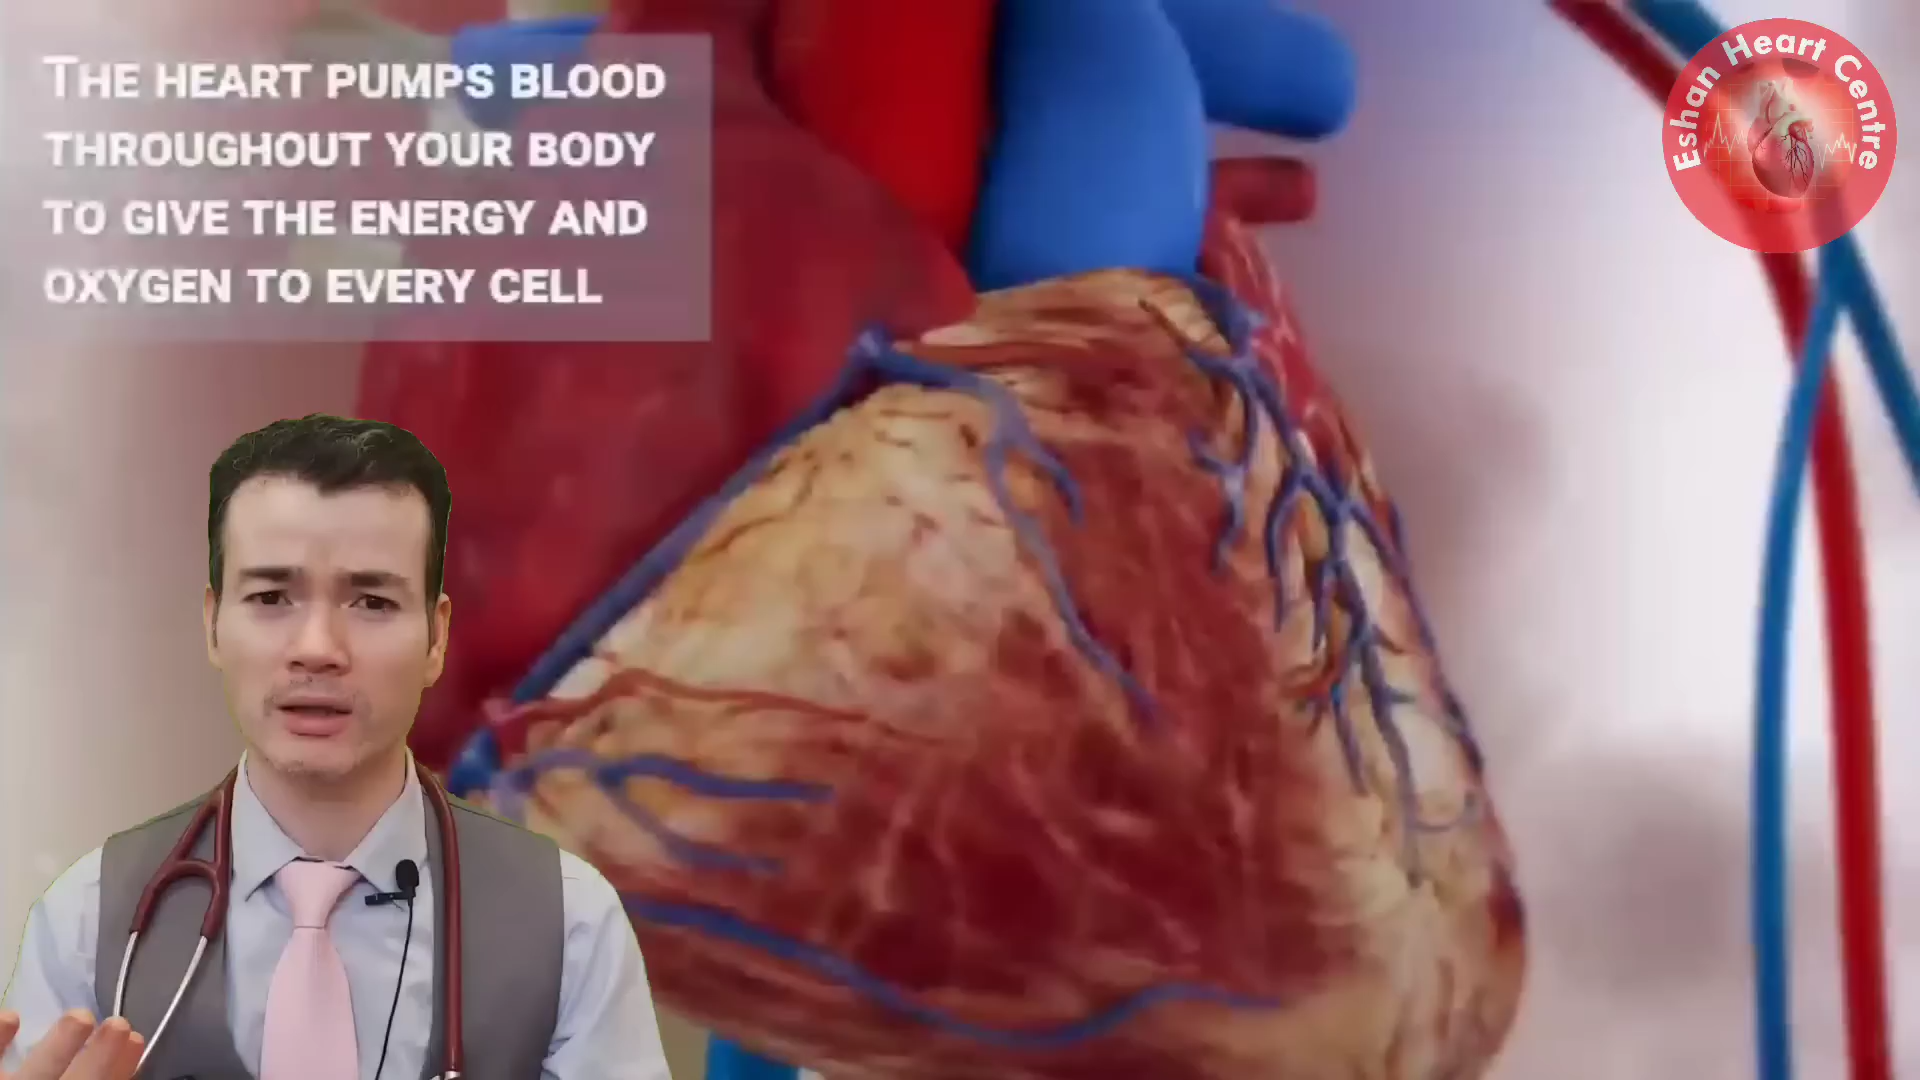 THE HEART PUMPS BLOOD
THROUGHOUT YOUR BODY
TO GIVE THE ENERGY AND
OXYGEN TO EVERY CELL
Eshan Heart Centre